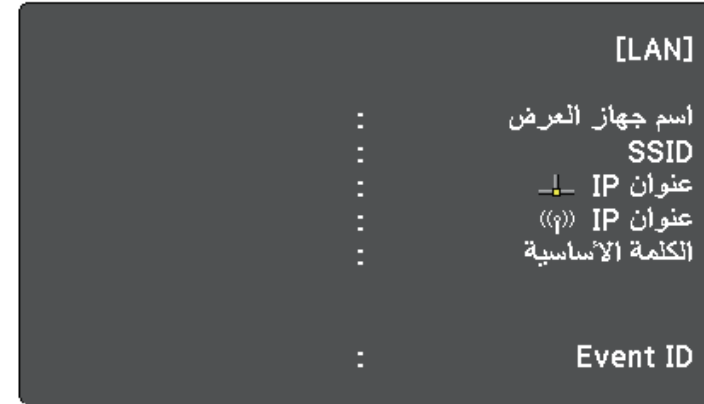 [LAN]
اسم جهاز العرض :
SSID :
عنوان IP :
عنوان IP :
الكلمة الأساسية :
Event ID :